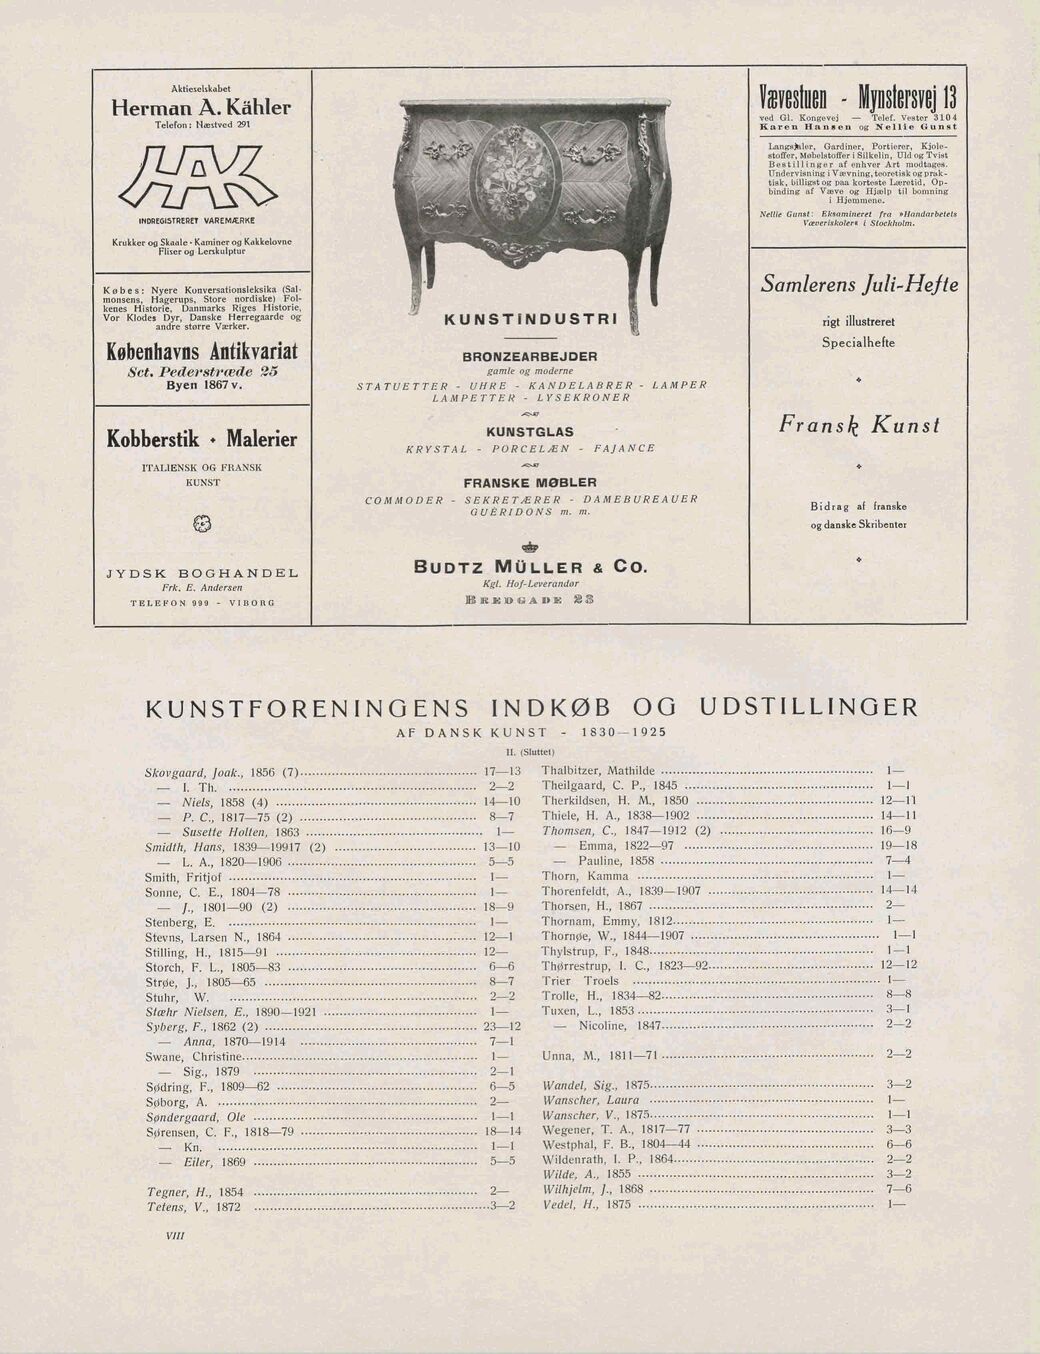 Aktieselskabet
Herman A. Kähler
Telefon: Næstved 291
HAK
INDREGISTRERET VAREMÆRKE
Krukker og Skaale - Kaminer og Kakkelovne
Fliser og Lerskulptur
Købes: Nyere Konversationsleksika (Sal-
monsens, Hagerups, Store nordiske) Fol-
kenes Historie, Danmarks Riges Historie,
Vor Klodes Dyr, Danske Herregaarde og
andre større Værker.
Københavns Antikvariat
Sct. Pederstræde 25
Byen 1867 v.
Kobberstik ⬩ Malerier
ITALIENSK OG FRANSK
KUNST
JYDSK BOGHANDEL
Frk. E. Andersen
TELEFON 999 - VIBORG
KUNSTINDUSTRI
BRONZEARBEJDER
gamle og moderne
STATUETTER - UHRE - KANDELABRER - LAMPER
LAMPETTER - LYSEKRONER
KUNSTGLAS
KRYSTAL - PORCELÆN - FAJANCE
FRANSKE MØBLER
COMMODER - SEKRETÆRER - DAMEBUREAUER
GUÉRIDONS m. m.
BUDTZ MÜLLER & CO.
Kgl. Hof-Leverandør
BREDGADE 23
Vævestuen - Mynstersvej 13
ved Gl. Kongevej — Telef. Vester 3104
Karen Hansen og Nellie Gunst
Langsjaler, Gardiner, Portierer, Kjole-
stoffer, Møbelstoffer i Silkelin, Uld og Tvist
Bestillinger af enhver Art modtages.
Undervisning i Vævning, teoretisk og prak-
tisk, billigst og paa korteste Læretid, Op-
binding af Væve og Hjælp til bomning
i Hjemmene.
Nellie Gunst: Eksamineret fra »Handarbetets
Væveriskoler« i Stockholm.
Samlerens Juli-Hefte
rigt illustreret
Specialhefte
Fransk Kunst
Bidrag af franske
og danske Skribenter
KUNSTFORENINGENS INDKØB OG UDSTILLINGER
AF DANSK KUNST - 1830—1925
II. (Sluttet)
Skovgaard, Joak., 1856 (7) 17—13
— I. Th. 2—2
— Niels, 1858 (4) 14—10
— P. C., 1817—75 (2) 8—7
— Susette Holten, 1863 1—
Smidth, Hans, 1839—19917 (2) 13—10
— L. A., 1820—1906 5—5
Smith, Fritjof 1—
Sonne, C. E., 1804—78 1—
— J., 1801—90 (2) 18—9
Stenberg, E. 1—
Stevns, Larsen N., 1864 12—1
Stilling, H., 1815—91 12—
Storch, F. L., 1805—83 6—6
Strøe, J., 1805—65 8—7
Stuhr, W. 2—2
Stæhr Nielsen, E., 1890—1921 1—
Syberg, F., 1862 (2) 23—12
— Anna, 1870—1914 7—1
Swane, Christine 1—
— Sig., 1879 2—1
Sødring, F., 1809—62 6—5
Søborg, A. 2—
Søndergaard, Ole 1—1
Sørensen, C. F., 1818—79 18—14
— Kn. 1—1
— Eiler, 1869 5—5
Tegner, H., 1854 2—
Tetens, V., 1872 3—2
Thalbitzer, Mathilde 1—
Theilgaard, C. P., 1845 1—1
Therkildsen, H. M., 1850 12—11
Thiele, H. A., 1838—1902 14—11
Thomsen, C., 1847—1912 (2) 16—9
— Emma, 1822—97 19—18
— Pauline, 1858 7—4
Thorn, Kamma 1—
Thorenfeldt, A., 1839—1907 14—14
Thorsen, H., 1867 2—
Thornam, Emmy, 1812 1—
Thornøe, W., 1844—1907 1—1
Thylstrup, F., 1848 1—1
Thørrestrup, I. C., 1823—92 12—12
Trier Troels 1—
Trolle, H., 1834—82 8—8
Tuxen, L., 1853 3—1
— Nicoline, 1847 2—2
Unna, M., 1811—71 2—2
Wandel, Sig., 1875 3—2
Wanscher, Laura 1—
Wanscher, V., 1875 1—1
Wegener, T. A., 1817—77 3—3
Westphal, F. B., 1804—44 6—6
Wildenrath, I. P., 1864 2—2
Wilde, A., 1855 3—2
Wilhjelm, J., 1868 7—6
Vedel, H., 1875 1—
VIII